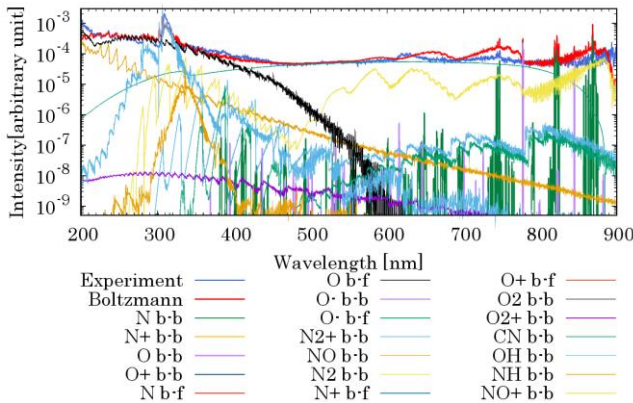 Intensity[arbitrary unit]
10-3
10-4
10-5
10-6
10-7
10-8
10-9
200 300 400 500 600 700 800 900
Wavelength [nm]
Experiment O b-f O+ b-f
Boltzmann O- b-b O2 b-b
N b-b O- b-f O2+ b-b
N+ b-b N2+ b-b CN b-b
O b-b NO b-b OH b-b
O+ b-b N2 b-b NH b-b
N b-f N+ b-f NO+ b-b